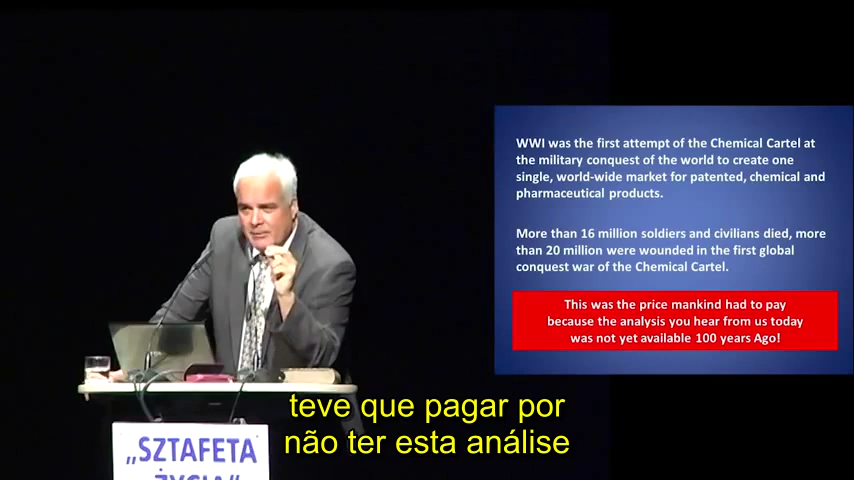 WWI was the first attempt of the Chemical Cartel at
the military conquest of the world to create one
single, world-wide market for patented, chemical and
pharmaceutical products.
More than 16 million soldiers and civilians died, more
than 20 million were wounded in the first global
conquest war of the Chemical Cartel.
This was the price mankind had to pay
because the analysis you hear from us today
was not yet available 100 years Ago!
teve que pagar por
não ter esta análise
„SZTAFETA
ŻYCIA"